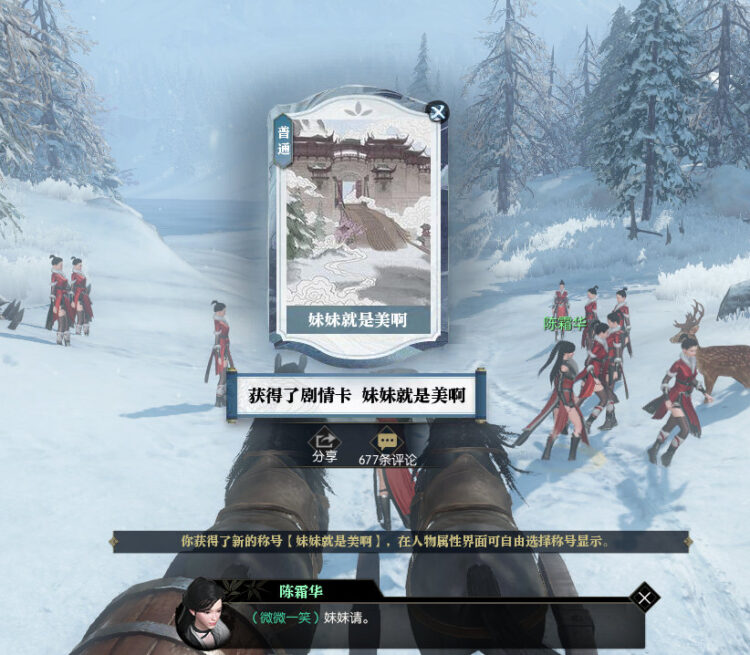 普通
妹妹就是美啊
陈霜华
获得了剧情卡 妹妹就是美啊
分享
677条评论
你获得了新的称号【妹妹就是美啊】，在人物属性界面可自由选择称号显示。
陈霜华
（微微一笑）妹妹请。